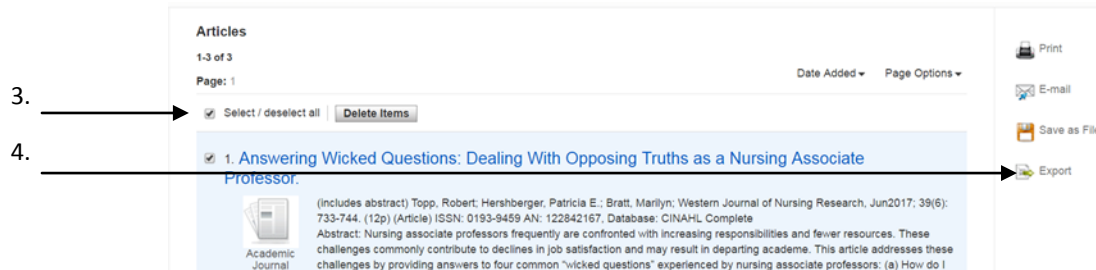 Articles
1-3 of 3
Page: 1
Date Added Page Options
3.
Select / deselect all Delete Items
4.
1. Answering Wicked Questions: Dealing With Opposing Truths as a Nursing Associate
Professor.
(includes abstract) Topp, Robert; Hershberger, Patricia E.; Bratt, Marilyn; Western Journal of Nursing Research, Jun2017; 39(6):
733-744. (12p) (Article) ISSN: 0193-9459 AN: 122842167, Database: CINAHL Complete
Abstract: Nursing associate professors frequently are confronted with increasing responsibilities and fewer resources. These
challenges commonly contribute to declines in job satisfaction and may result in departing academe. This article addresses these
challenges by providing answers to four common "wicked questions" experienced by nursing associate professors: (a) How do I
Academic
Journal
Print
E-mail
Save as File
Export